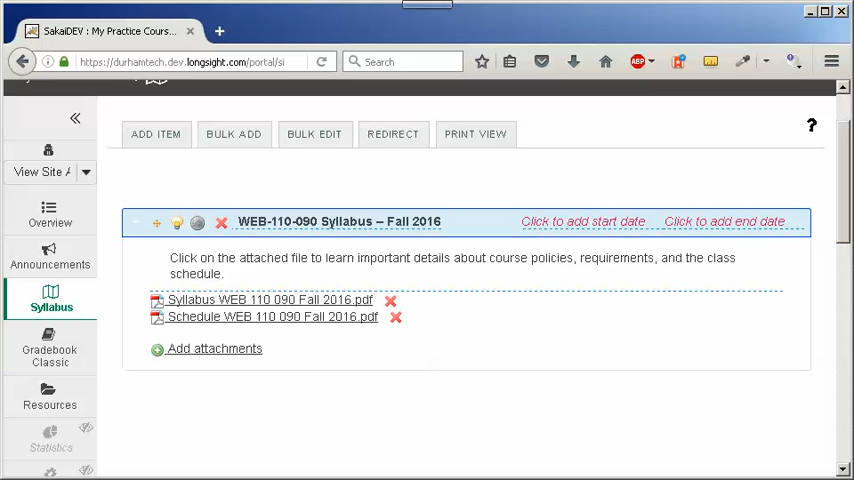 SakaiDEV : My Practice Cours...
https://durhamtech.dev.longsight.com/portal/si
Search
ABP
ADD ITEM
BULK ADD
BULK EDIT
REDIRECT
PRINT VIEW
?
View Site A
Overview
Announcements
Syllabus
Gradebook
Classic
Resources
Statistics
WEB-110-090 Syllabus – Fall 2016
Click to add start date
Click to add end date
Click on the attached file to learn important details about course policies, requirements, and the class
schedule.
Syllabus WEB 110 090 Fall 2016.pdf
Schedule WEB 110 090 Fall 2016.pdf
Add attachments